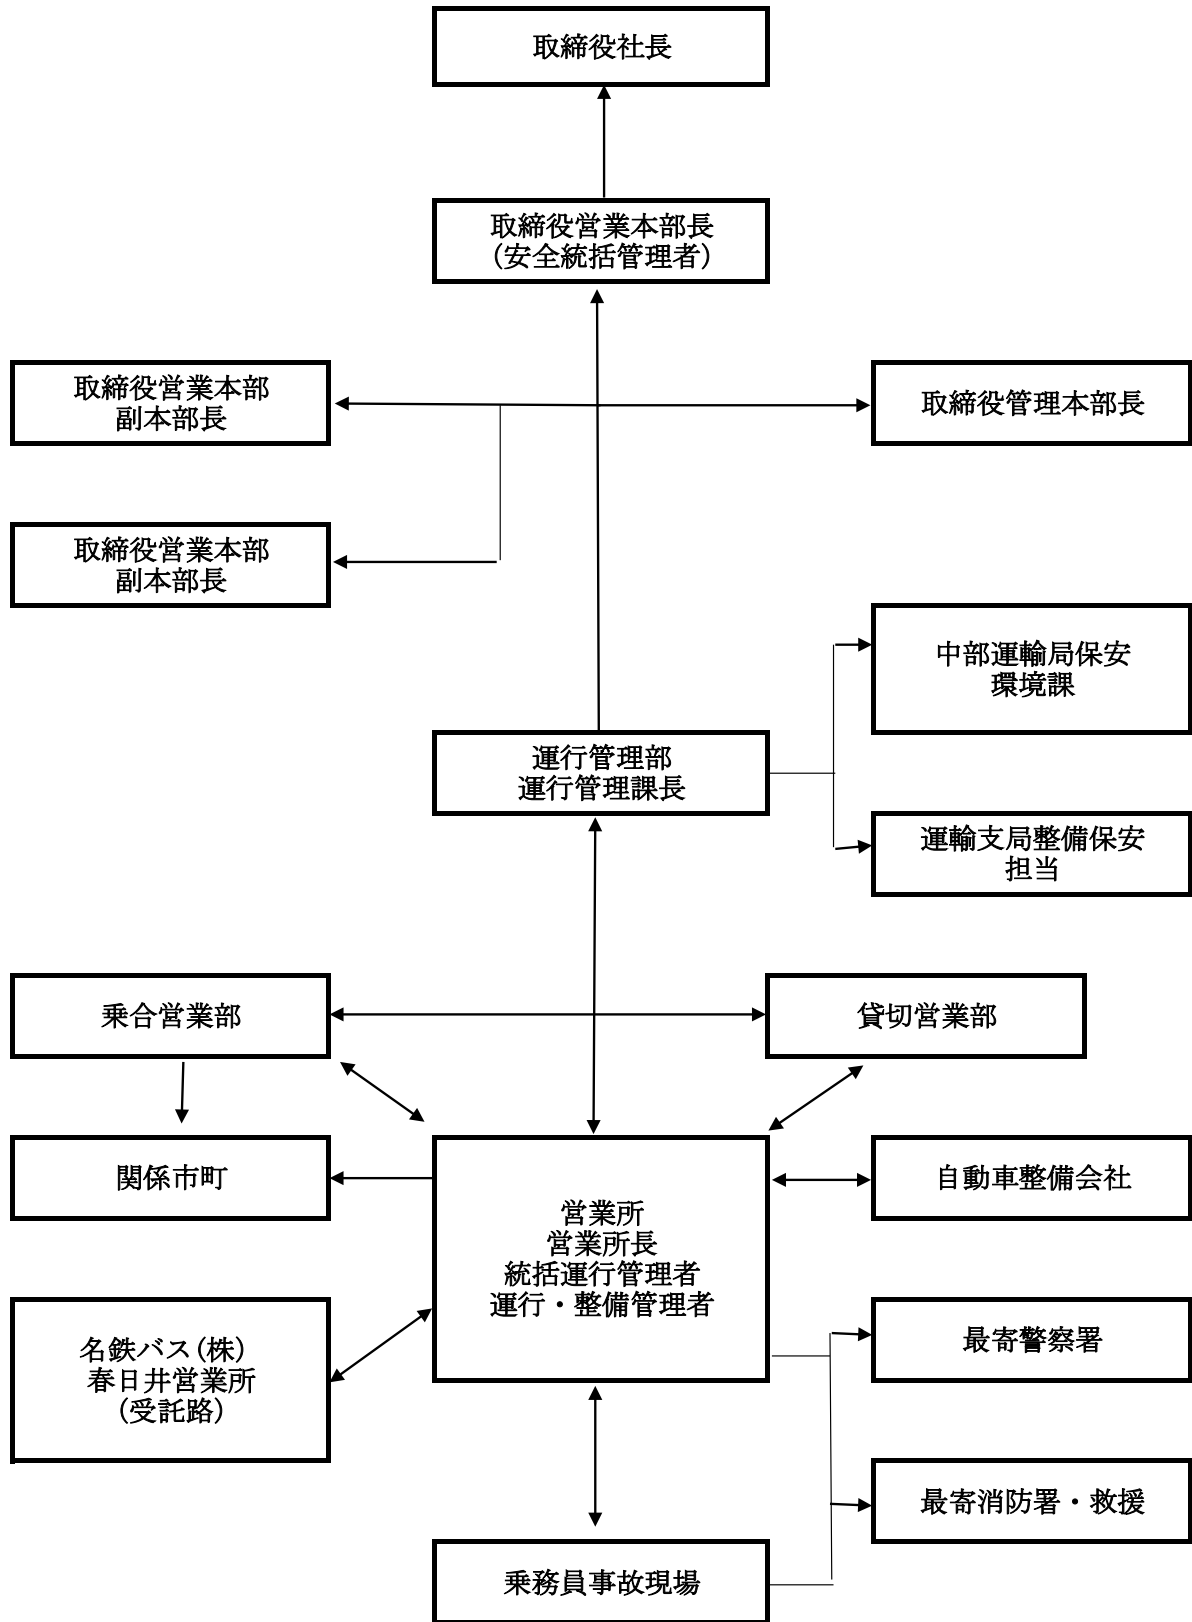 取締役社長
取締役営業本部長
(安全統括管理者)
取締役営業本部
副本部長
取締役管理本部長
取締役営業本部
副本部長
中部運輸局保安
環境課
運行管理部
運行管理課長
運輸支局整備保安
担当
乗合営業部
貸切営業部
関係市町
営業所
営業所長
統括運行管理者
運行・整備管理者
自動車整備会社
名鉄バス(株)
春日井営業所
(受託路)
最寄警察署
最寄消防署・救援
乗務員事故現場